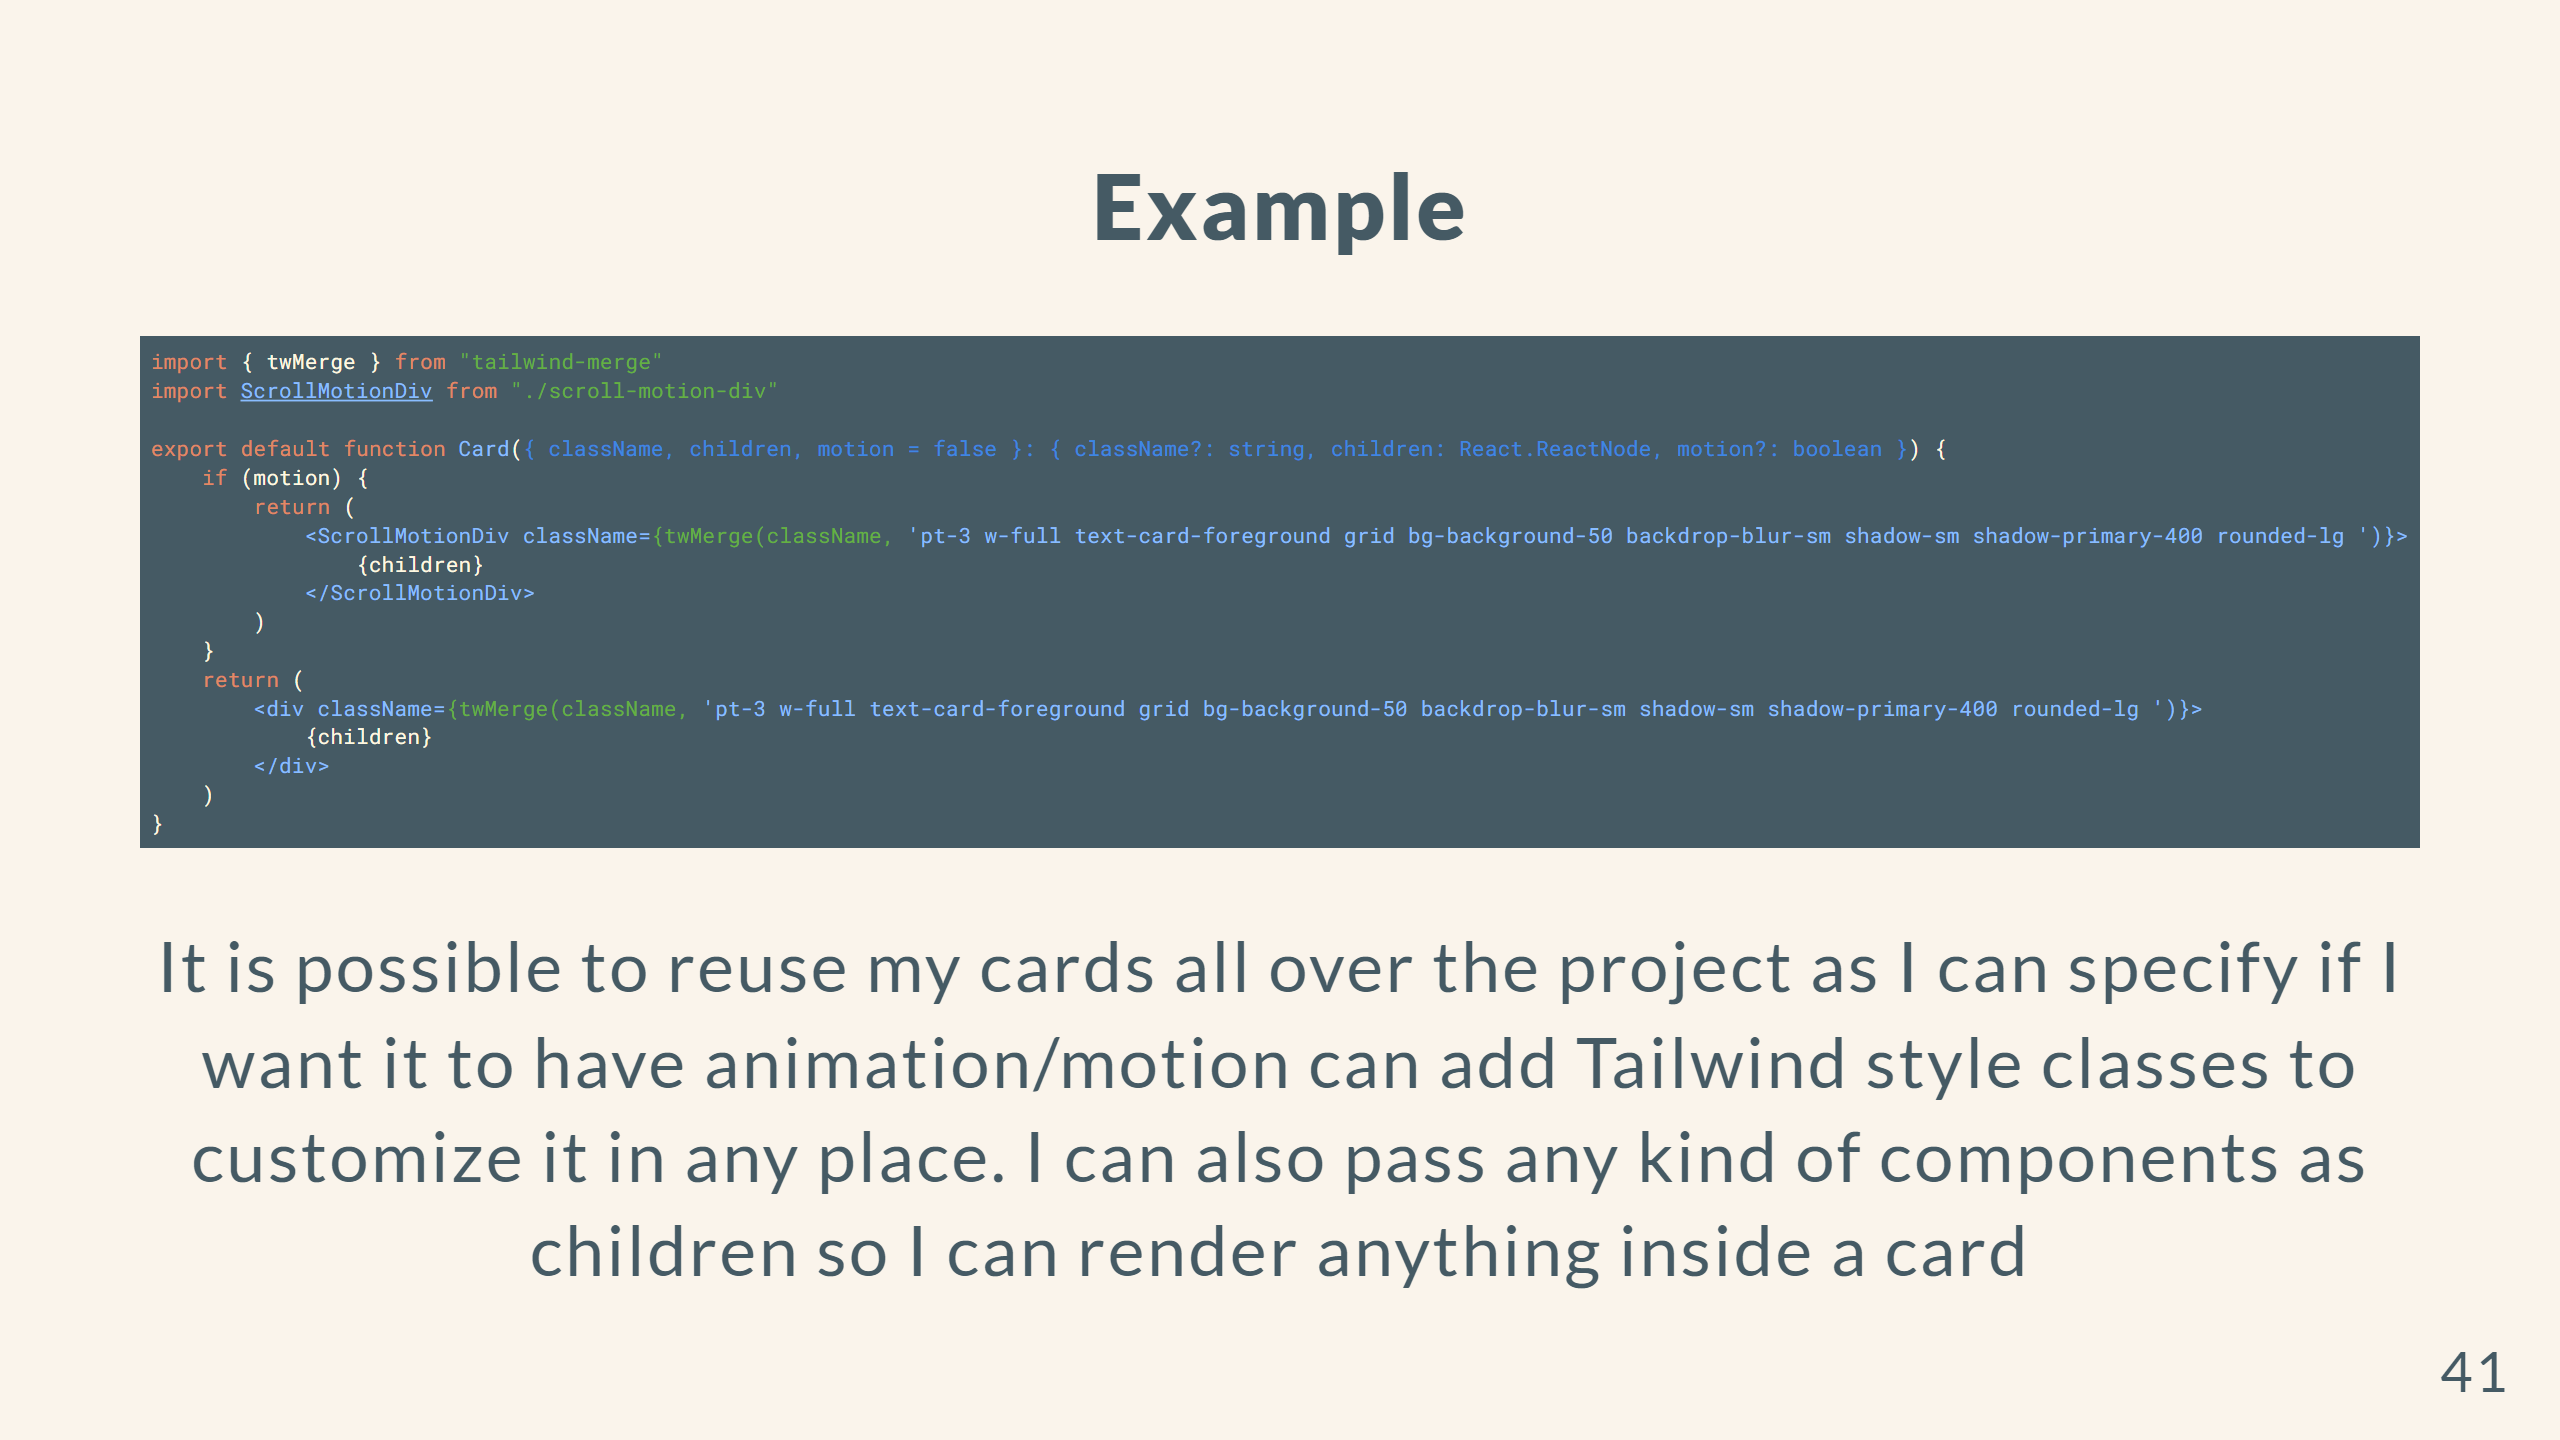 Example
import { twMerge } from "tailwind-merge"
import ScrollMotionDiv from "./scroll-motion-div"
export default function Card({ className, children, motion = false }: { className?: string, children: React.ReactNode, motion?: boolean }) {
if (motion) {
return (
<ScrollMotionDiv className={twMerge(className, 'pt-3 w-full text-card-foreground grid bg-background-50 backdrop-blur-sm shadow-sm shadow-primary-400 rounded-lg ')}>
{children}
</ScrollMotionDiv>
)
}
return (
<div className={twMerge(className, 'pt-3 w-full text-card-foreground grid bg-background-50 backdrop-blur-sm shadow-sm shadow-primary-400 rounded-lg ')}>
{children}
</div>
)
}
It is possible to reuse my cards all over the project as I can specify if I
want it to have animation/motion can add Tailwind style classes to
customize it in any place. I can also pass any kind of components as
children so I can render anything inside a card
41